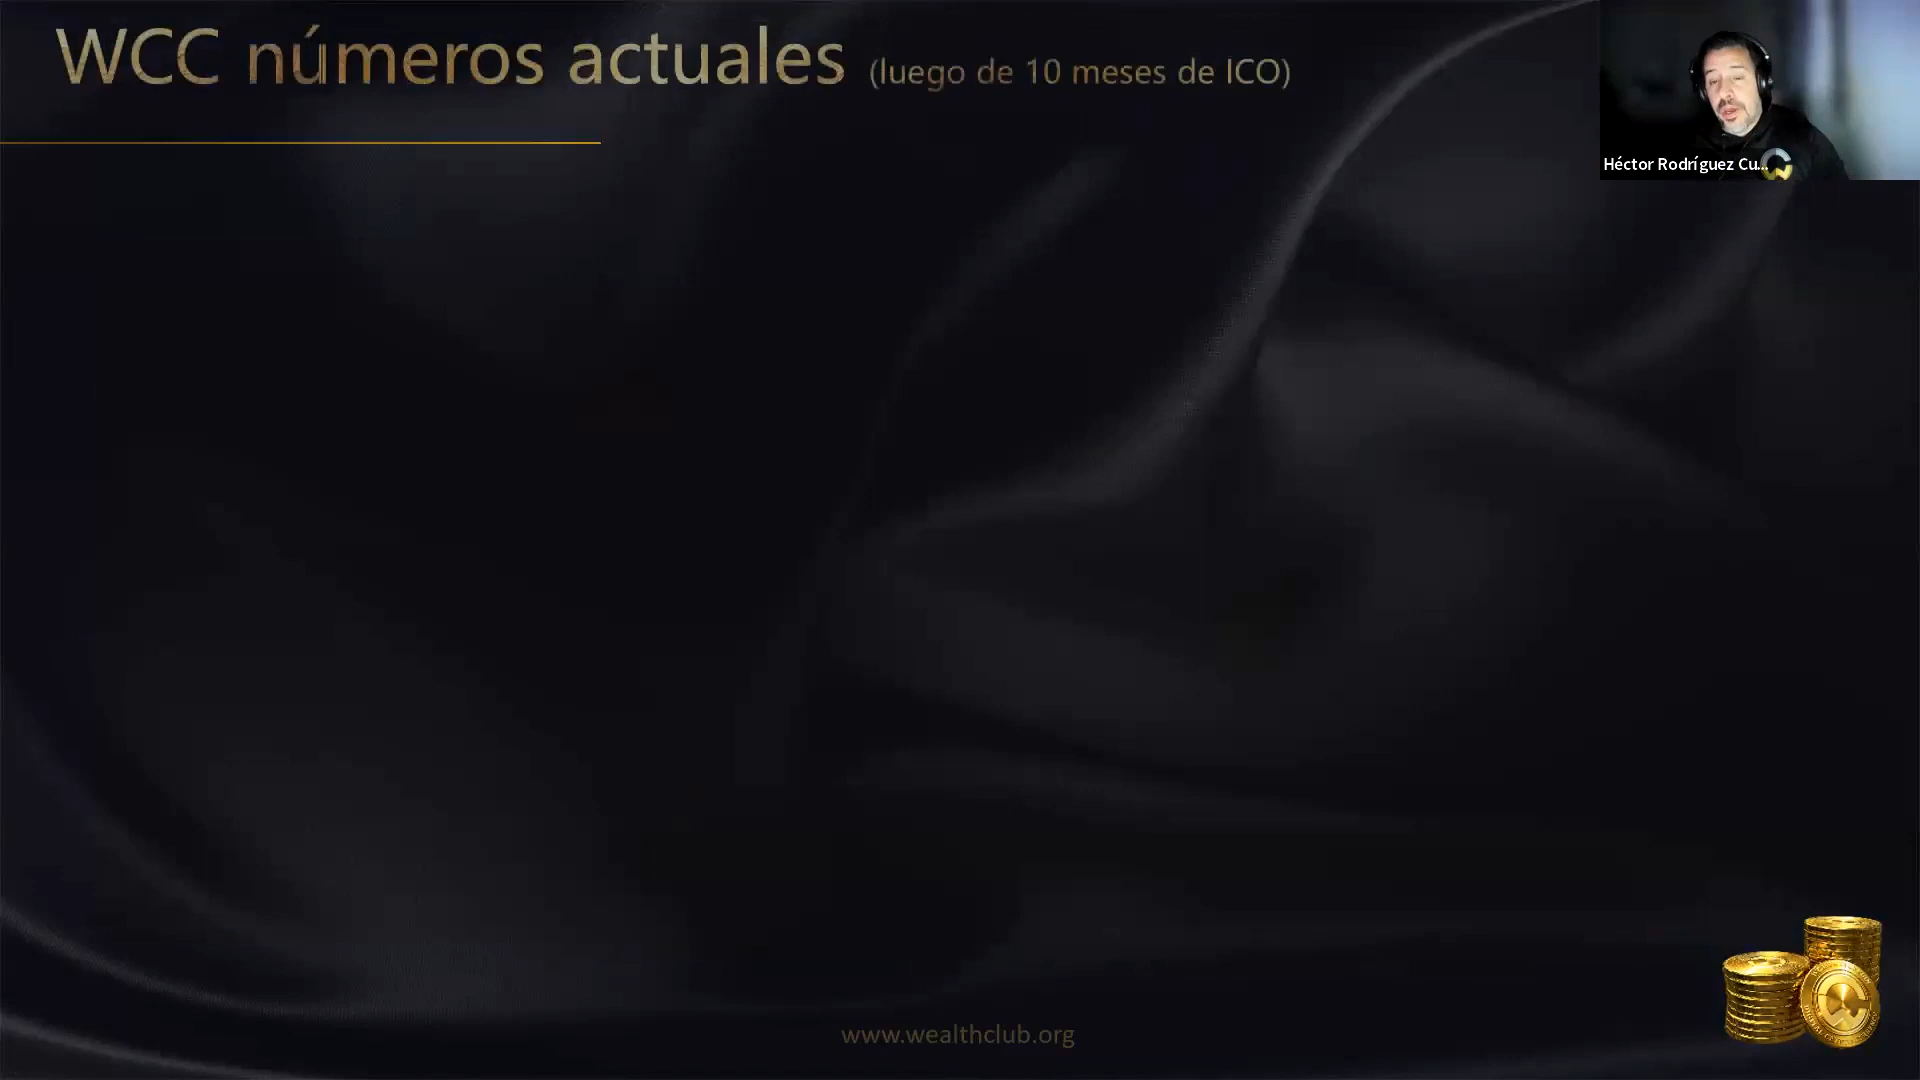 WCC números actuales (luego de 10 meses de ICO)
Héctor Rodríguez Cu...
www.wealthclub.org